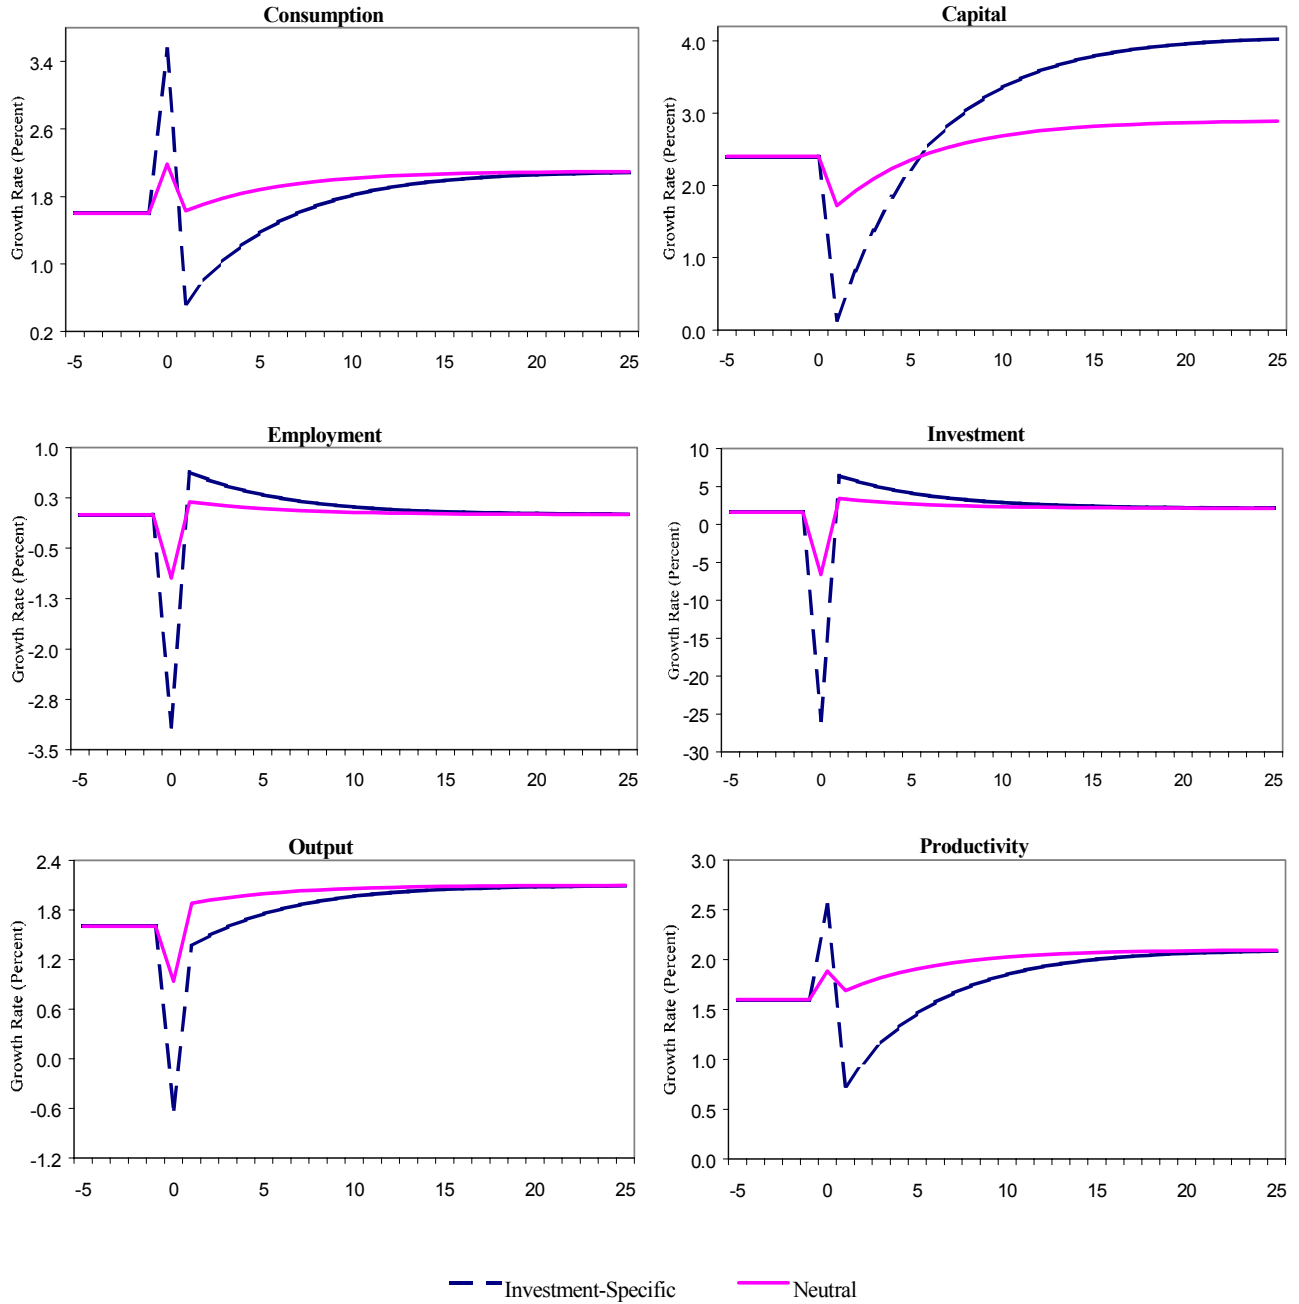 Consumption
Growth Rate (Percent)
3.4
2.6
1.8
1.0
0.2
-5 0 5 10 15 20 25
Capital
Growth Rate (Percent)
4.0
3.0
2.0
1.0
0.0
-5 0 5 10 15 20 25
Employment
Growth Rate (Percent)
1.0
0.3
-0.5
-1.3
-2.0
-2.8
-3.5
-5 0 5 10 15 20 25
Investment
Growth Rate (Percent)
10
5
0
-5
-10
-15
-20
-25
-30
-5 0 5 10 15 20 25
Output
Growth Rate (Percent)
2.4
1.8
1.2
0.6
0.0
-0.6
-1.2
-5 0 5 10 15 20 25
Productivity
Growth Rate (Percent)
3.0
2.5
2.0
1.5
1.0
0.5
0.0
-5 0 5 10 15 20 25
Investment-Specific Neutral